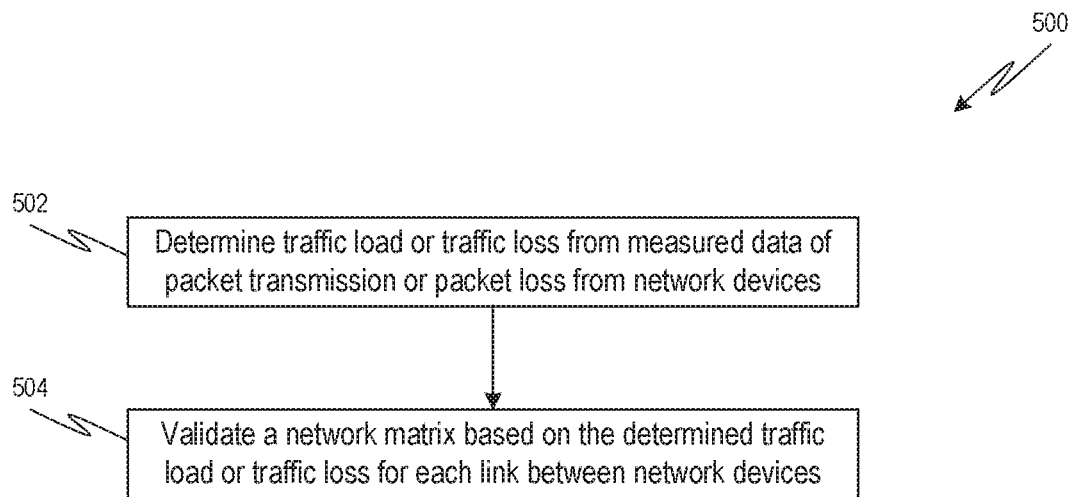 500
502
Determine traffic load or traffic loss from measured data of
packet transmission or packet loss from network devices
504
Validate a network matrix based on the determined traffic
load or traffic loss for each link between network devices